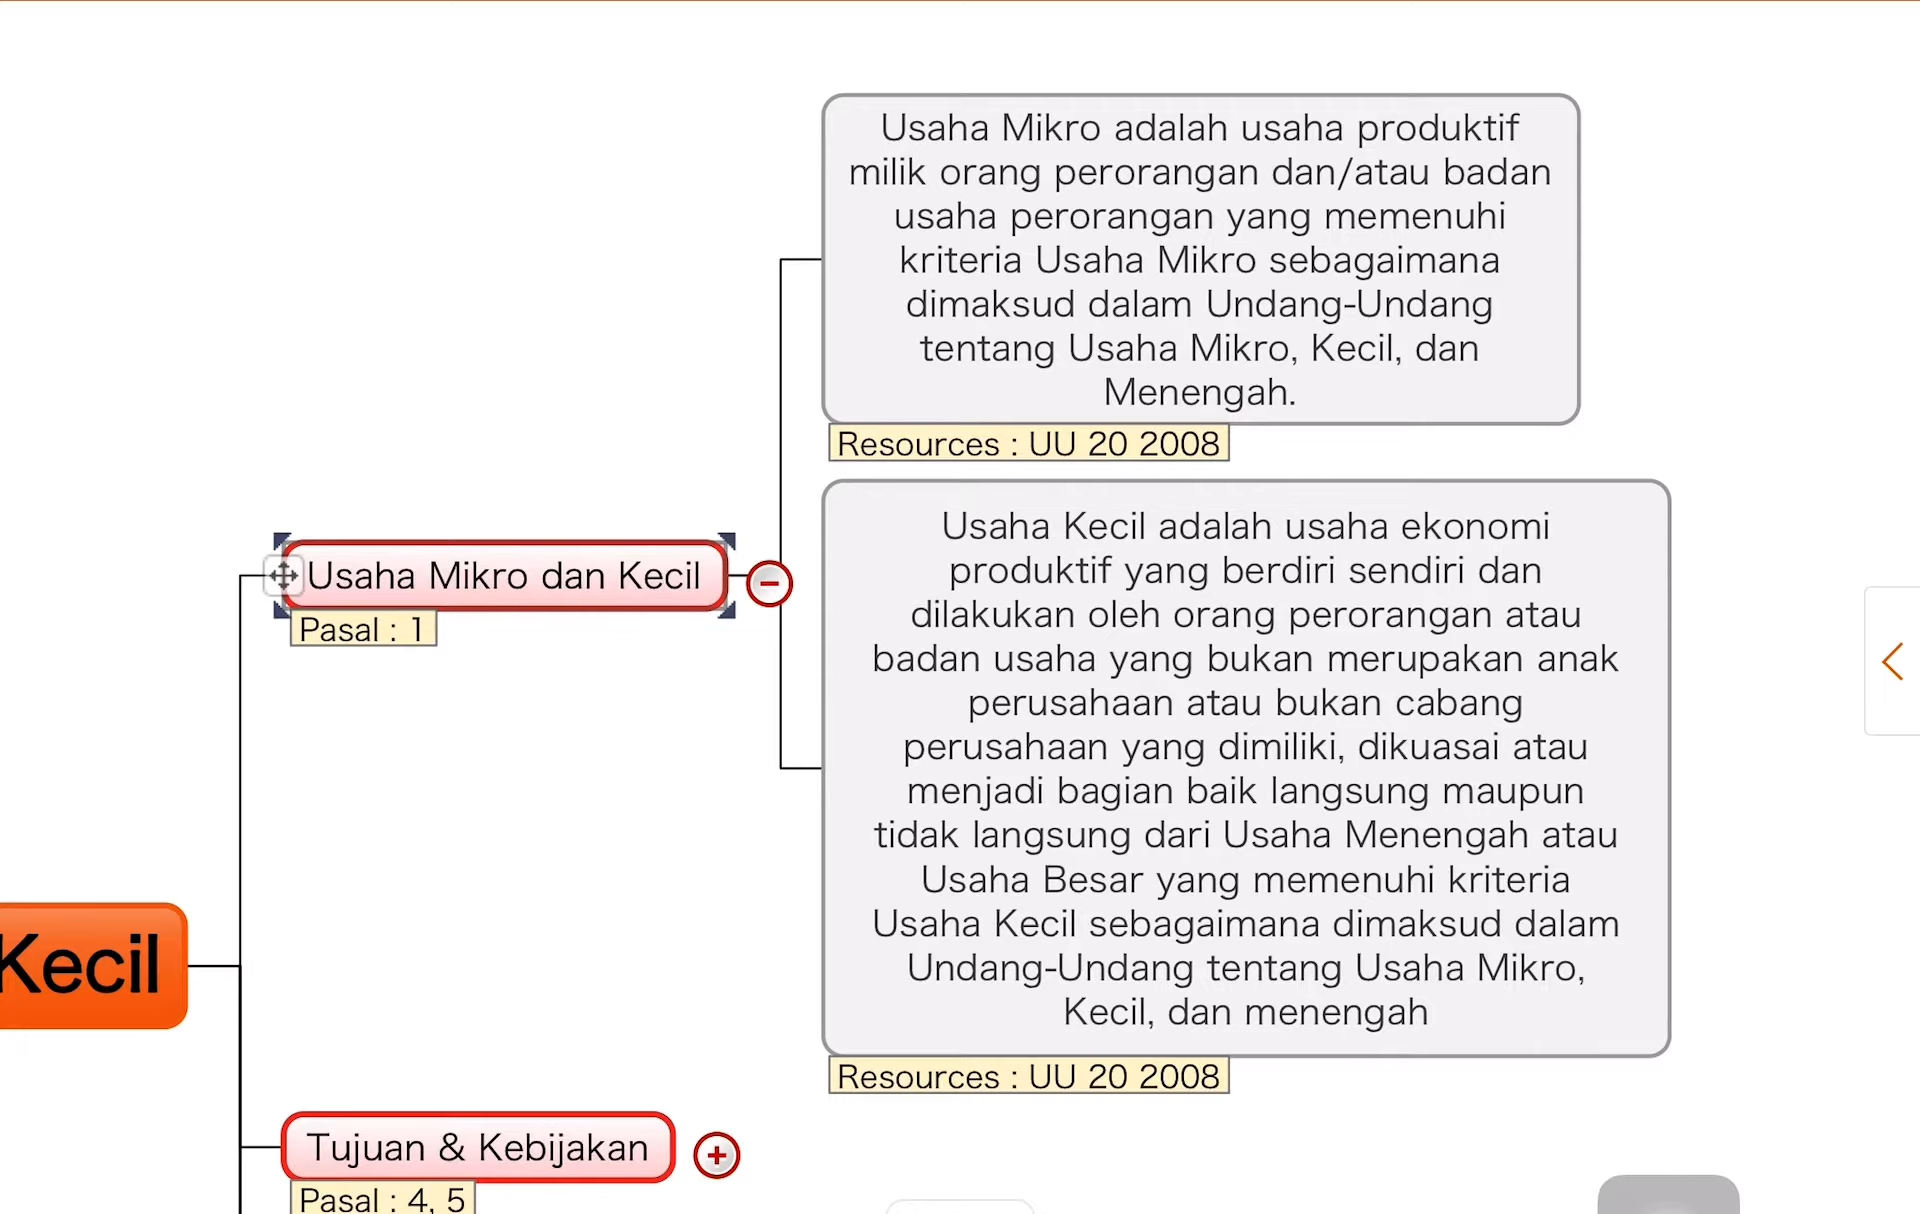 Usaha Mikro adalah usaha produktif
milik orang perorangan dan/atau badan
usaha perorangan yang memenuhi
kriteria Usaha Mikro sebagaimana
dimaksud dalam Undang-Undang
tentang Usaha Mikro, Kecil, dan
Menengah.
Resources : UU 20 2008
Usaha Mikro dan Kecil
Pasal : 1
Usaha Kecil adalah usaha ekonomi
produktif yang berdiri sendiri dan
dilakukan oleh orang perorangan atau
badan usaha yang bukan merupakan anak
perusahaan atau bukan cabang
perusahaan yang dimiliki, dikuasai atau
menjadi bagian baik langsung maupun
tidak langsung dari Usaha Menengah atau
Usaha Besar yang memenuhi kriteria
Usaha Kecil sebagaimana dimaksud dalam
Undang-Undang tentang Usaha Mikro,
Kecil, dan menengah
Resources : UU 20 2008
Kecil
Tujuan & Kebijakan
Pasal : 4, 5